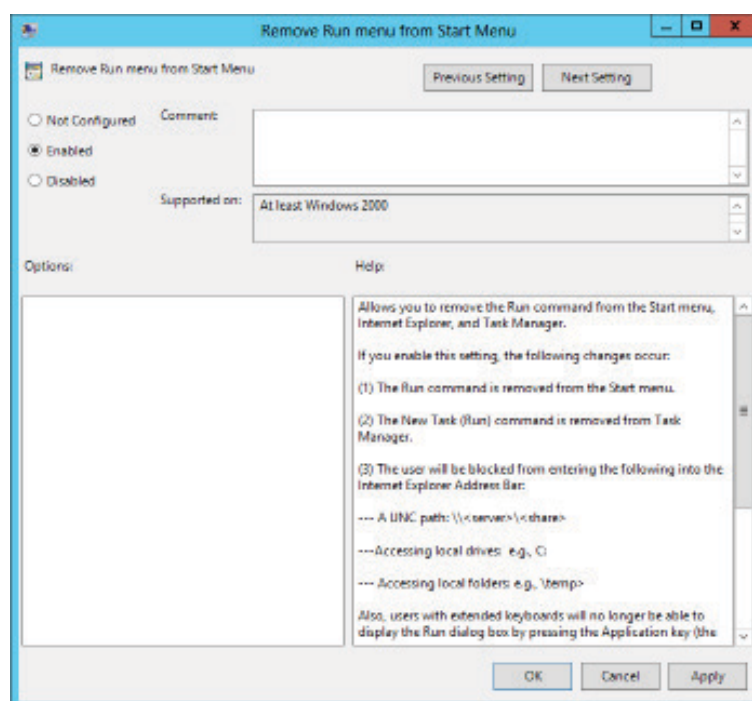 Remove Run menu from Start Menu
Remove Run menu from Start Menu
Previous Setting
Next Setting
Not Configured
Comment:
Enabled
Disabled
Supported on:
At least Windows 2000
Options:
Help:
Allows you to remove the Run command from the Start menu,
Internet Explorer, and Task Manager.
If you enable this setting, the following changes occur:
(1) The Run command is removed from the Start menu.
(2) The New Task (Run) command is removed from Task
Manager.
(3) The user will be blocked from entering the following into the
Internet Explorer Address Bar:
--- A UNC path: \\<server>\<share>
---Accessing local drives: e.g., C:
--- Accessing local folders: e.g., \temp>
Also, users with extended keyboards will no longer be able to
display the Run dialog box by pressing the Application key (the
OK
Cancel
Apply